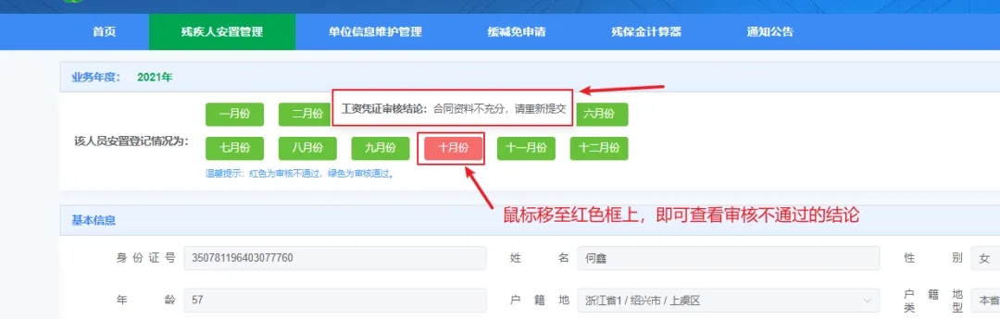 首页 残疾人安置管理 单位信息维护管理 缓减免申请 残保金计算器 通知公告
业务年度： 2021年
一月份 二月份 工资凭证审核结论：合同资料不充分，请重新提交 六月份
该人员安置登记情况为：
七月份 八月份 九月份 十月份 十一月份 十二月份
温馨提示：红色为审核不通过，绿色为审核通过。
鼠标移至红色框上，即可查看审核不通过的结论
基本信息
身份证号 350781196403077760 姓名 何鑫 性别 女
年龄 57 户籍地 浙江省1 / 绍兴市 / 上虞区 户籍地类型 本省